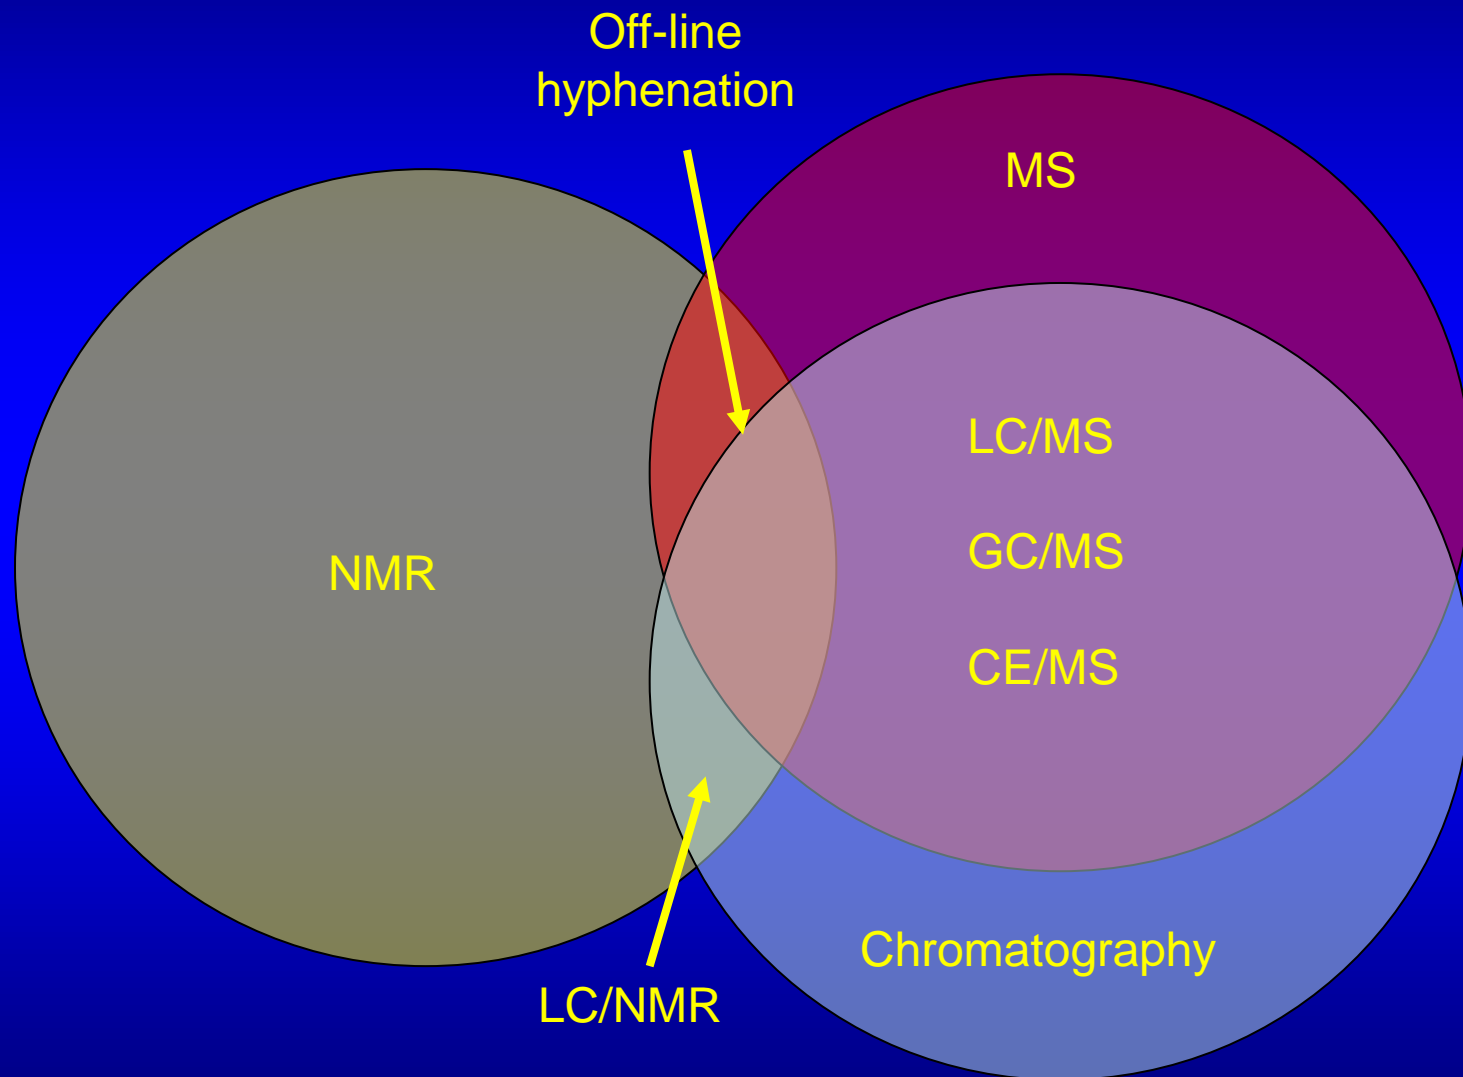 Off-line
hyphenation
MS
LC/MS
GC/MS
NMR
CE/MS
Chromatography
LC/NMR